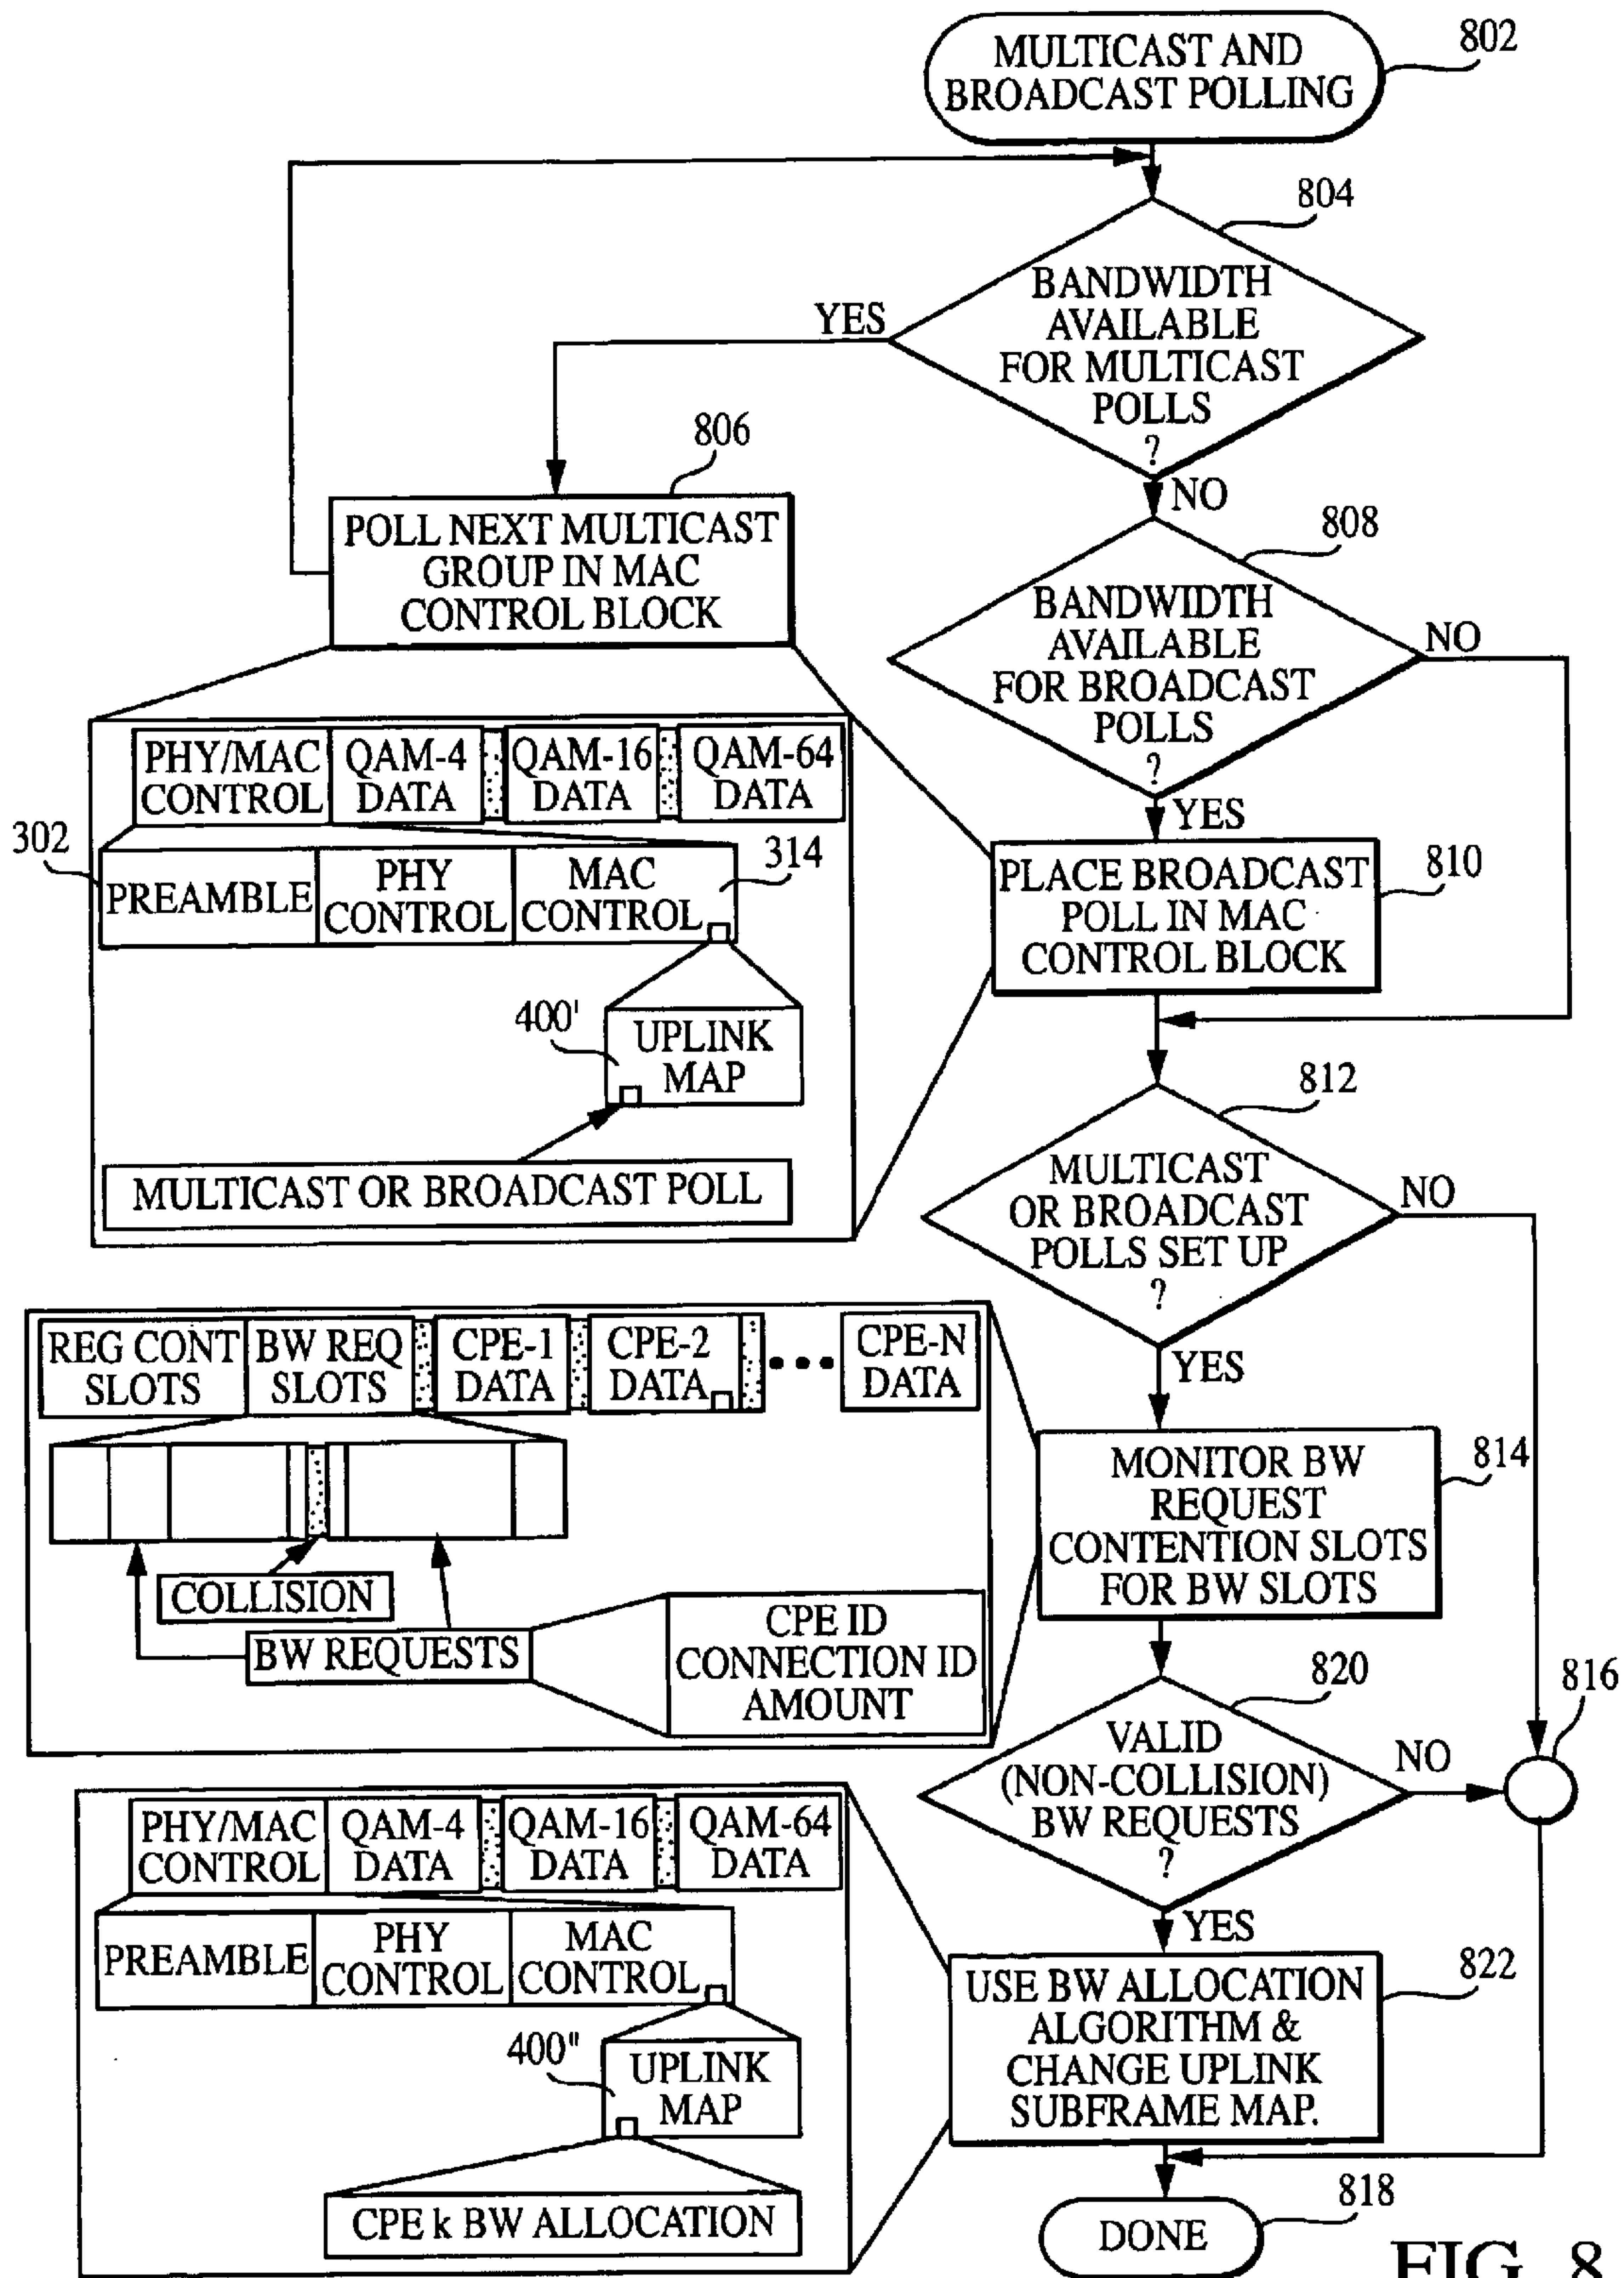 MULTICAST AND
BROADCAST POLLING
802
804
BANDWIDTH
AVAILABLE
FOR MULTICAST
POLLS
?
YES
NO
806
POLL NEXT MULTICAST
GROUP IN MAC
CONTROL BLOCK
808
BANDWIDTH
AVAILABLE
FOR BROADCAST
POLLS
?
NO
YES
PHY/MAC
CONTROL
QAM-4
DATA
QAM-16
DATA
QAM-64
DATA
302
PREAMBLE
PHY
CONTROL
MAC
CONTROL
314
400'
UPLINK
MAP
MULTICAST OR BROADCAST POLL
PLACE BROADCAST
POLL IN MAC
CONTROL BLOCK
810
812
MULTICAST
OR BROADCAST
POLLS SET UP
?
NO
YES
REG CONT
SLOTS
BW REQ
SLOTS
CPE-1
DATA
CPE-2
DATA
CPE-N
DATA
COLLISION
BW REQUESTS
CPE ID
CONNECTION ID
AMOUNT
MONITOR BW
REQUEST
CONTENTION SLOTS
FOR BW SLOTS
814
820
VALID
(NON-COLLISION)
BW REQUESTS
?
NO
816
YES
PHY/MAC
CONTROL
QAM-4
DATA
QAM-16
DATA
QAM-64
DATA
PREAMBLE
PHY
CONTROL
MAC
CONTROL
400"
UPLINK
MAP
CPE k BW ALLOCATION
USE BW ALLOCATION
ALGORITHM &
CHANGE UPLINK
SUBFRAME MAP.
822
DONE
818
FIG. 8